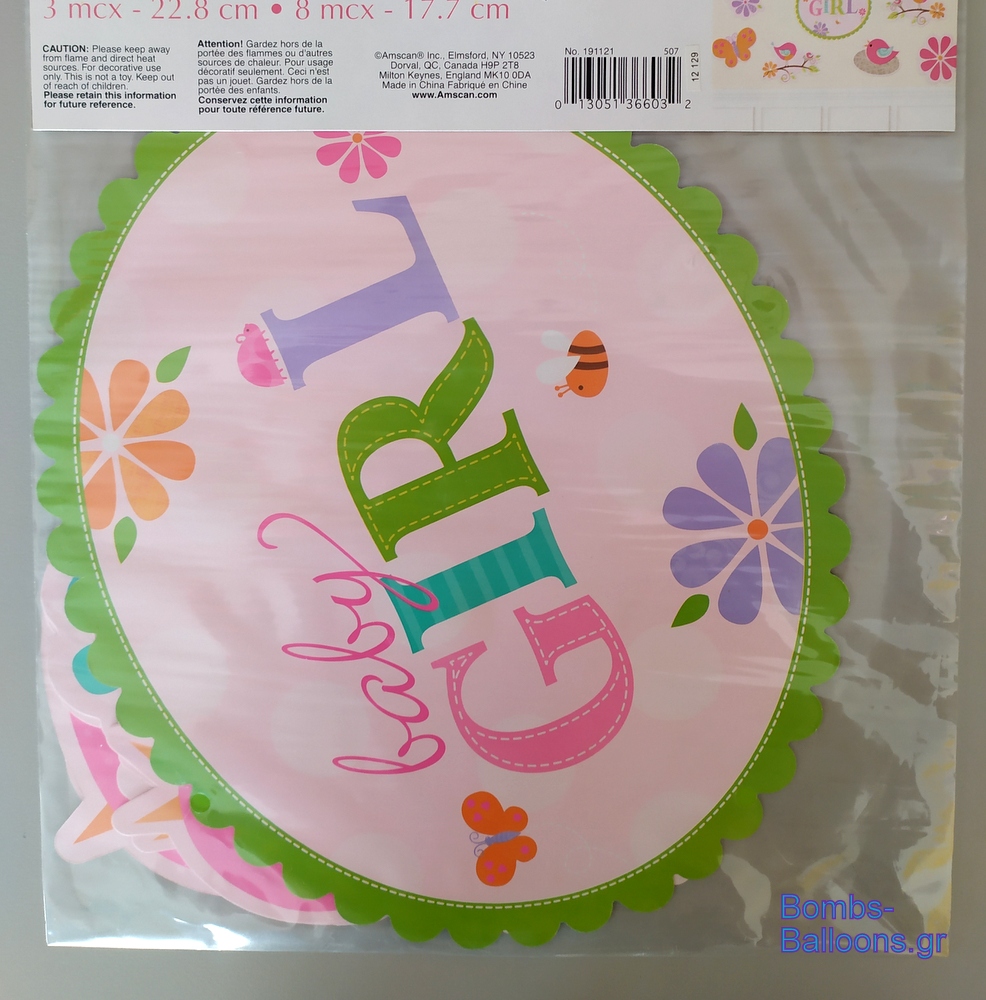 3 mcx - 22.8 cm • 8 mcx - 17.7 cm
CAUTION: Please keep away
from flame and direct heat
sources. For decorative use
only. This is not a toy. Keep out
of reach of children.
Please retain this information
for future reference.
Attention! Gardez hors de la
portée des flammes ou d'autres
sources de chaleur. Pour usage
décoratif seulement. Ceci n'est
pas un jouet. Gardez hors de la
portée des enfants.
Conservez cette information
pour toute référence future.
©Amscan® Inc., Elmsford, NY 10523
Dorval, QC, Canada H9P 2T8
Milton Keynes, England MK10 0DA
Made in China Fabriqué en Chine
www.Amscan.com
No. 191121 507
0 13051 36603 2
12 129
GIRL
baby
GIRL
Bombs-
Balloons.gr